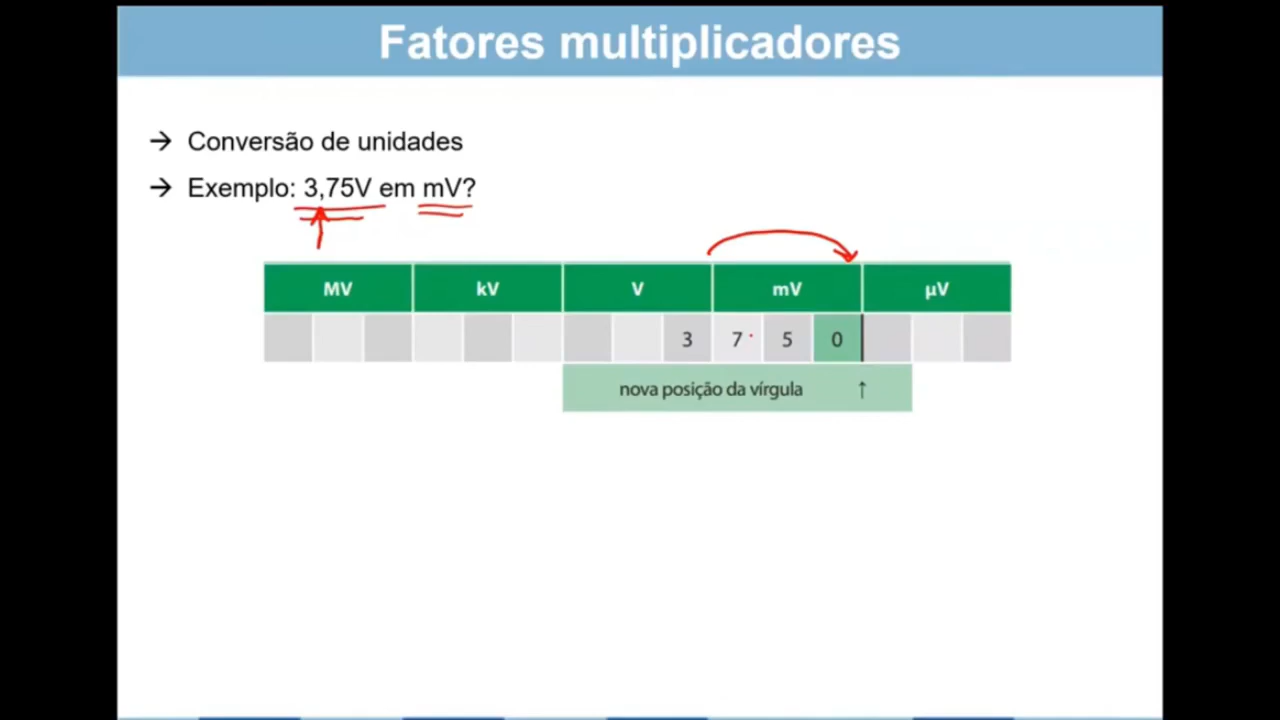 Fatores multiplicadores
→ Conversão de unidades
→ Exemplo: 3,75V em mV?
MV kV V mV µV
3 7 5 0
nova posição da vírgula ↑